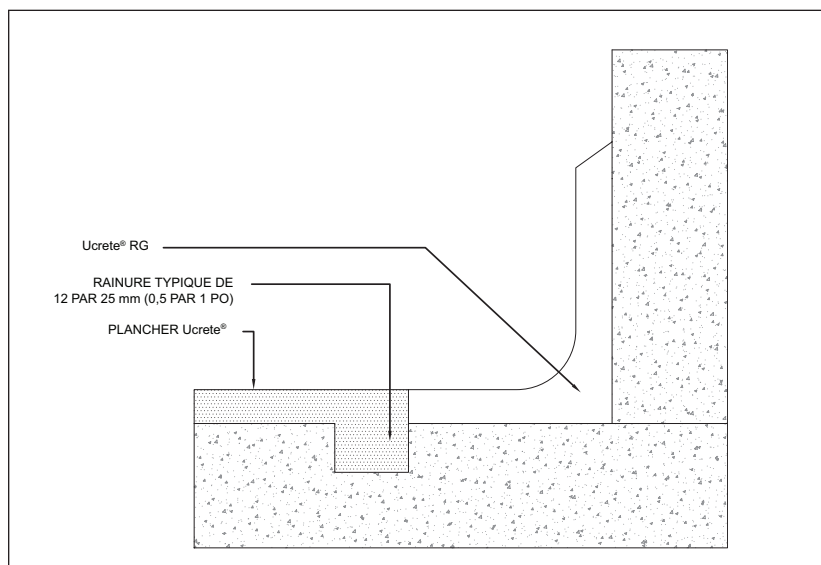 Ucrete® RG
RAINURE TYPIQUE DE
12 PAR 25 mm (0,5 PAR 1 PO)
PLANCHER Ucrete®